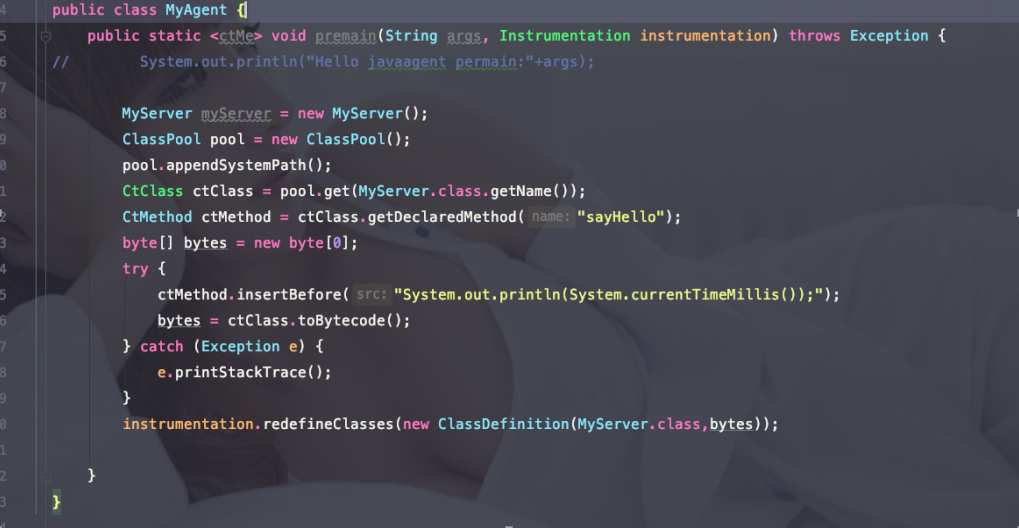 4 public class MyAgent {
5 public static <ctMe> void premain(String args, Instrumentation instrumentation) throws Exception {
6 // System.out.println("Hello javaagent permain:"+args);
7
8 MyServer myServer = new MyServer();
9 ClassPool pool = new ClassPool();
0 pool.appendSystemPath();
1 CtClass ctClass = pool.get(MyServer.class.getName());
2 CtMethod ctMethod = ctClass.getDeclaredMethod( name: "sayHello");
3 byte[] bytes = new byte[0];
4 try {
5 ctMethod.insertBefore( src: "System.out.println(System.currentTimeMillis());");
6 bytes = ctClass.toBytecode();
7 } catch (Exception e) {
8 e.printStackTrace();
9 }
0 instrumentation.redefineClasses(new ClassDefinition(MyServer.class,bytes));
1
2 }
3 }